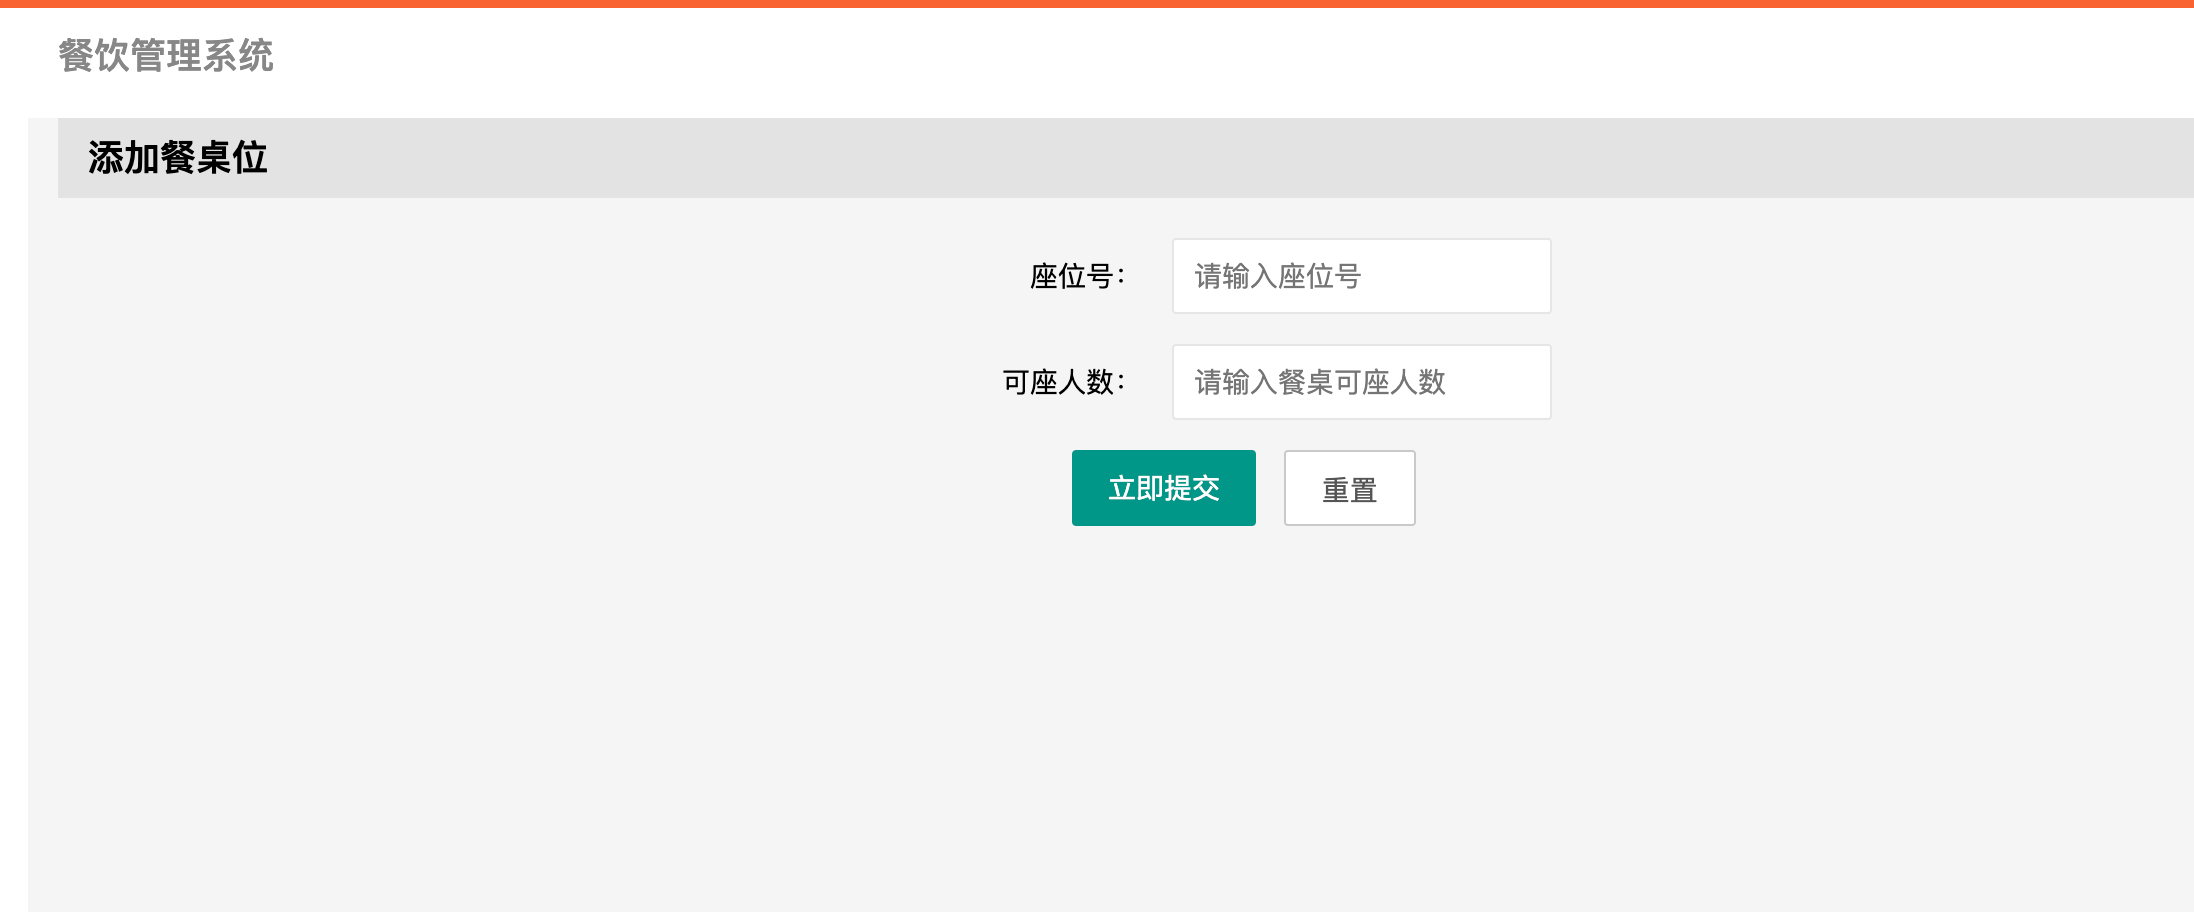 餐饮管理系统
添加餐桌位
座位号： 请输入座位号
可座人数： 请输入餐桌可座人数
立即提交 重置